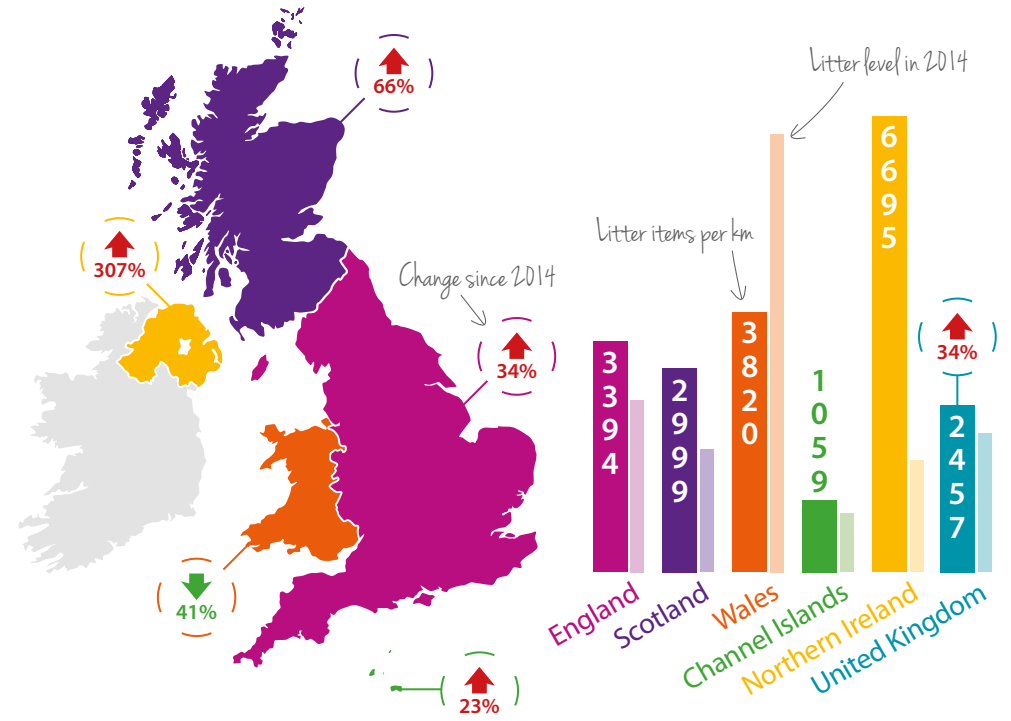 66%
Litter level in 2014
307%
Litter items per km
Change since 2014
34%
34%
41%
23%
3394
2999
3820
1059
6695
2457
England
Scotland
Wales
Channel Islands
Northern Ireland
United Kingdom